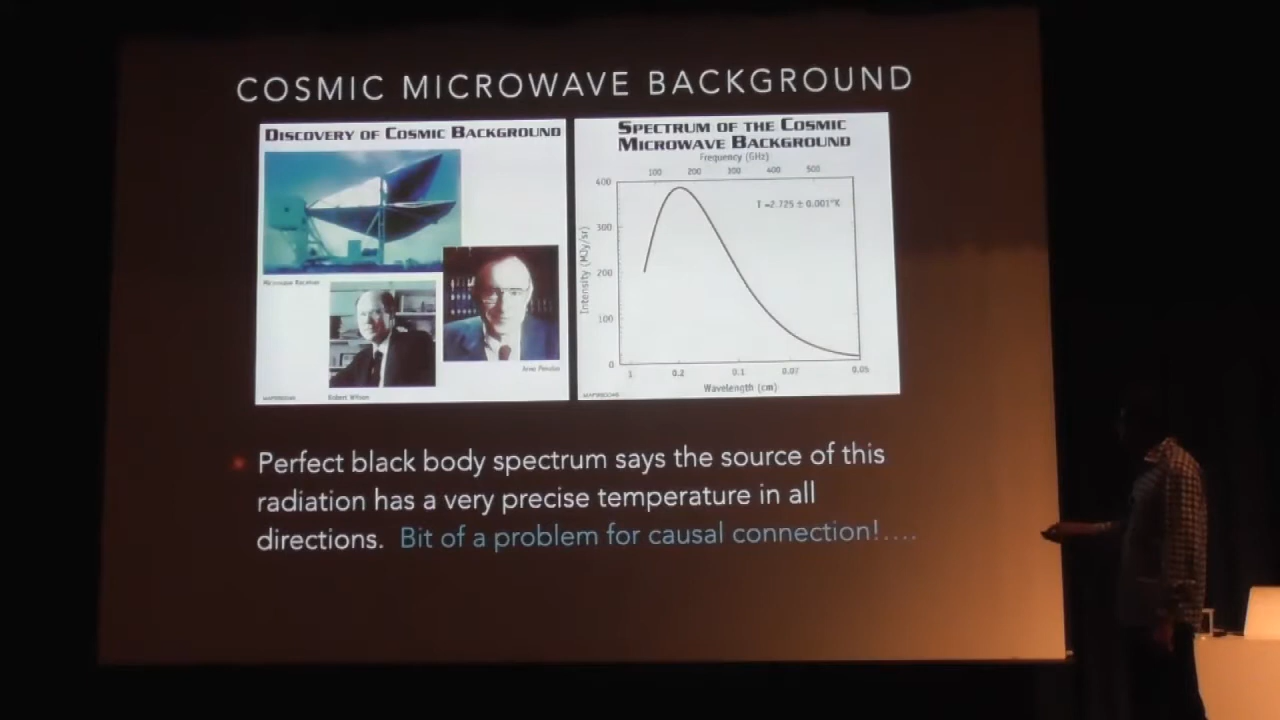 COSMIC MICROWAVE BACKGROUND
DISCOVERY OF COSMIC BACKGROUND
Microwave Receiver
Robert Wilson
Arno Penzias
SPECTRUM OF THE COSMIC
MICROWAVE BACKGROUND
Frequency (GHz)
100 200 300 400 500
T =2.725 ± 0.001°K
Intensity (MJy/sr)
400
300
200
100
0
1 0.2 0.1 0.07 0.05
Wavelength (cm)
Perfect black body spectrum says the source of this
radiation has a very precise temperature in all
directions. Bit of a problem for causal connection!....